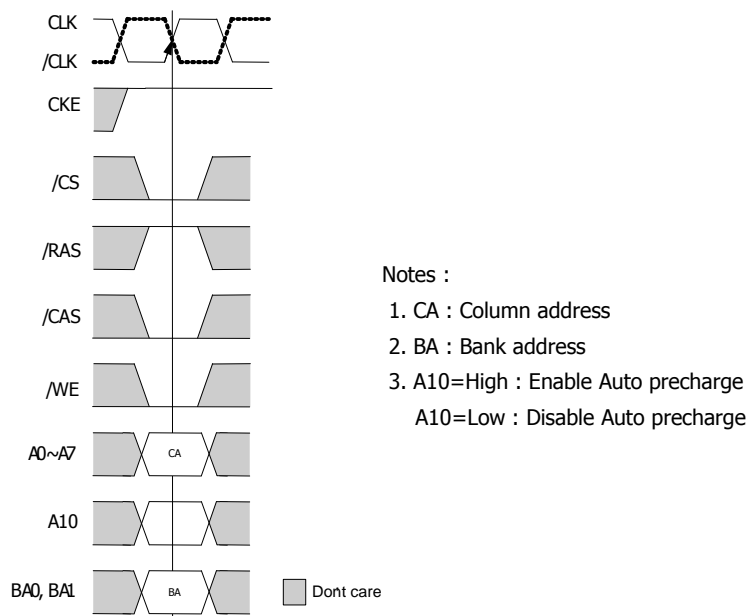 CLK
/CLK
CKE
/CS
/RAS
/CAS
/WE
A0~A7
CA
A10
BA0, BA1
BA
Dont care
Notes :
1. CA : Column address
2. BA : Bank address
3. A10=High : Enable Auto precharge
A10=Low : Disable Auto precharge